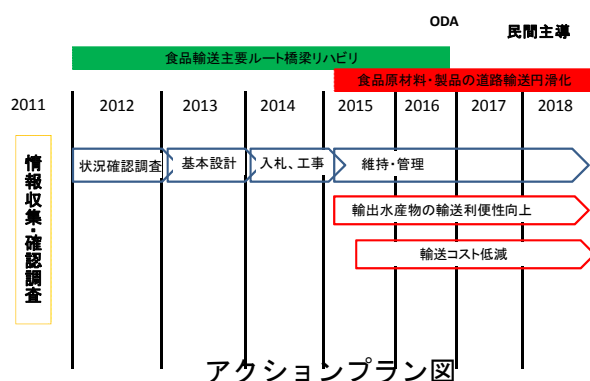 ODA
民間主導
食品輸送主要ルート橋梁リハビリ
食品原材料・製品の道路輸送円滑化
2011 2012 2013 2014 2015 2016 2017 2018
情報収集・確認調査
状況確認調査 基本設計 入札、工事 維持・管理
輸出水産物の輸送利便性向上
輸送コスト低減
アクションプラン図